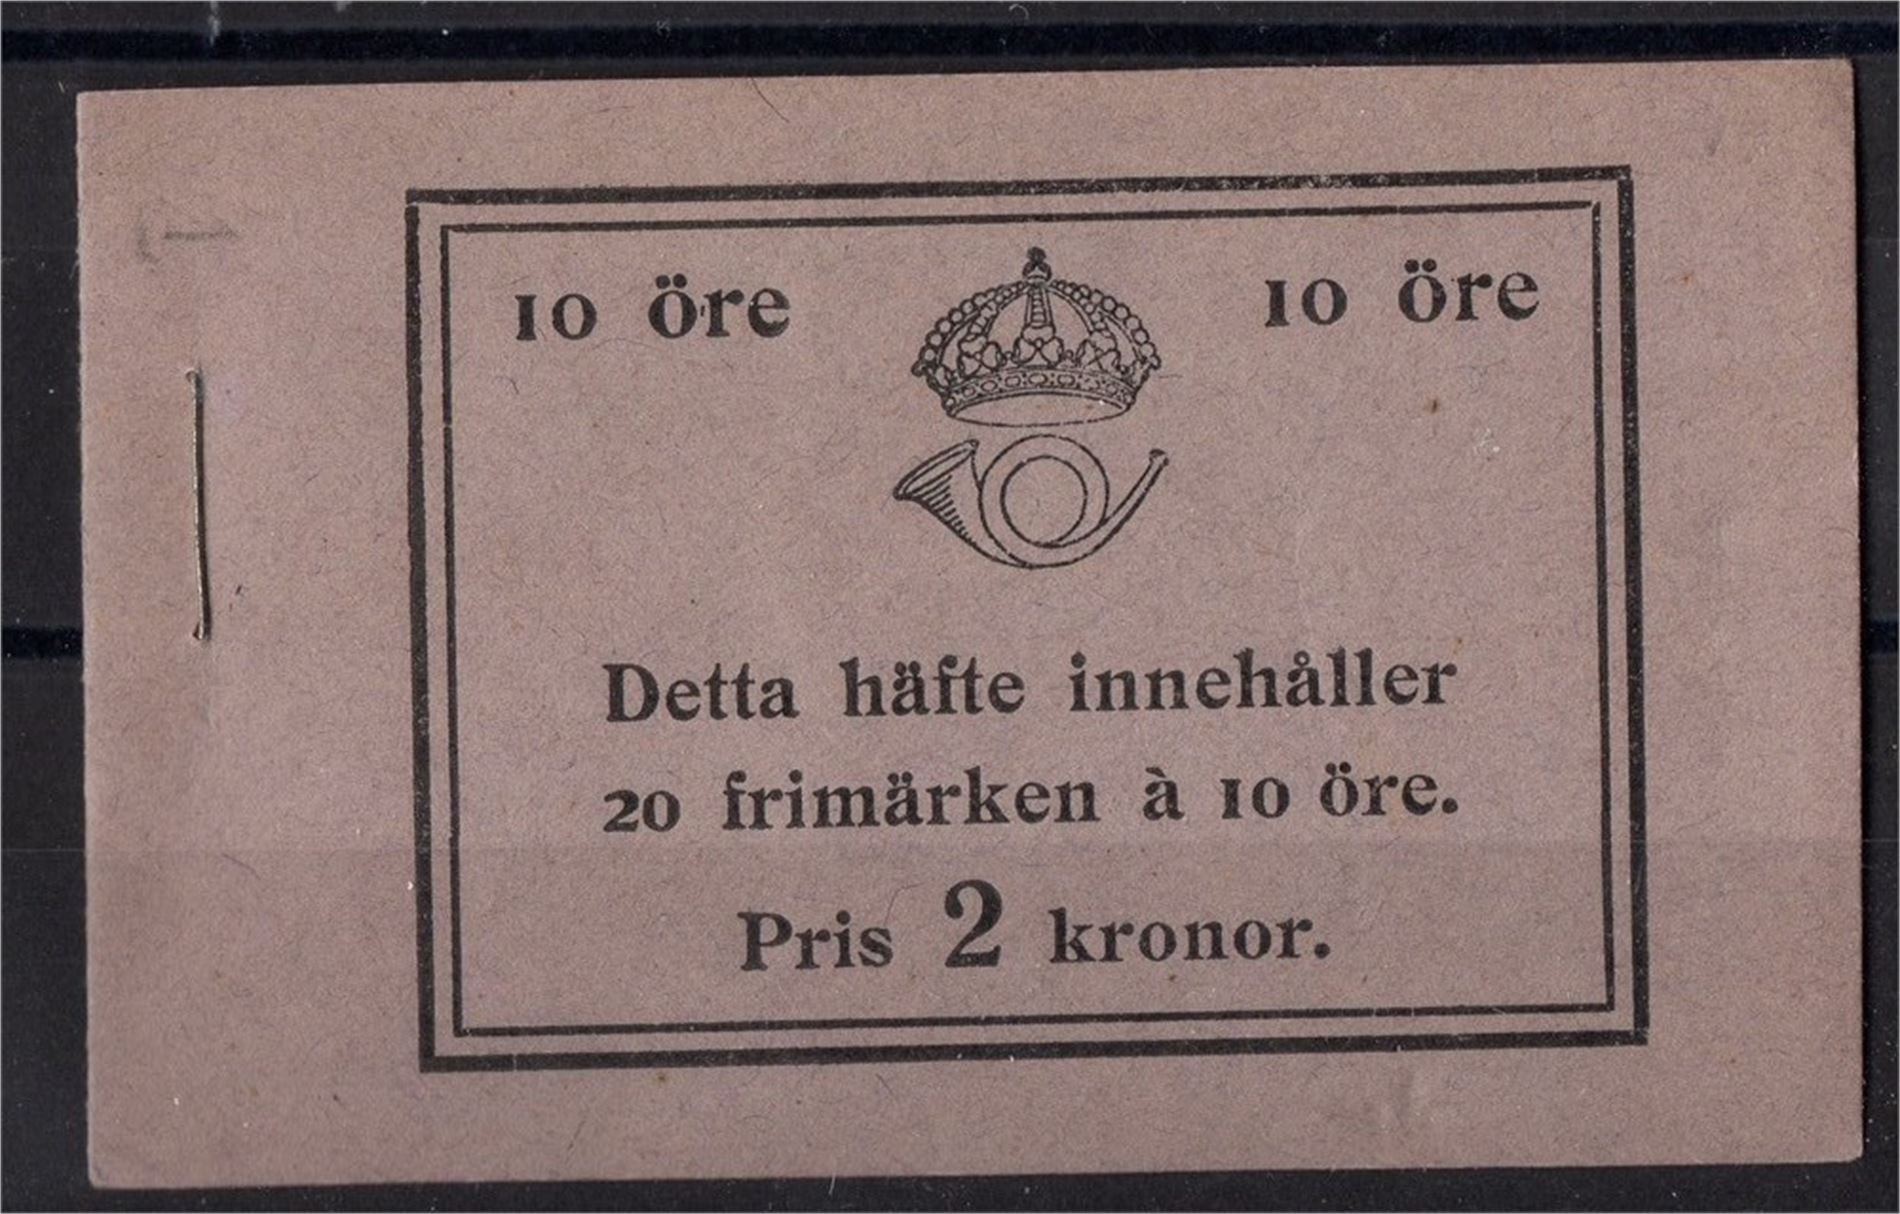 10 öre 10 öre
Detta häfte innehåller
20 frimärken à 10 öre.
Pris 2 kronor.